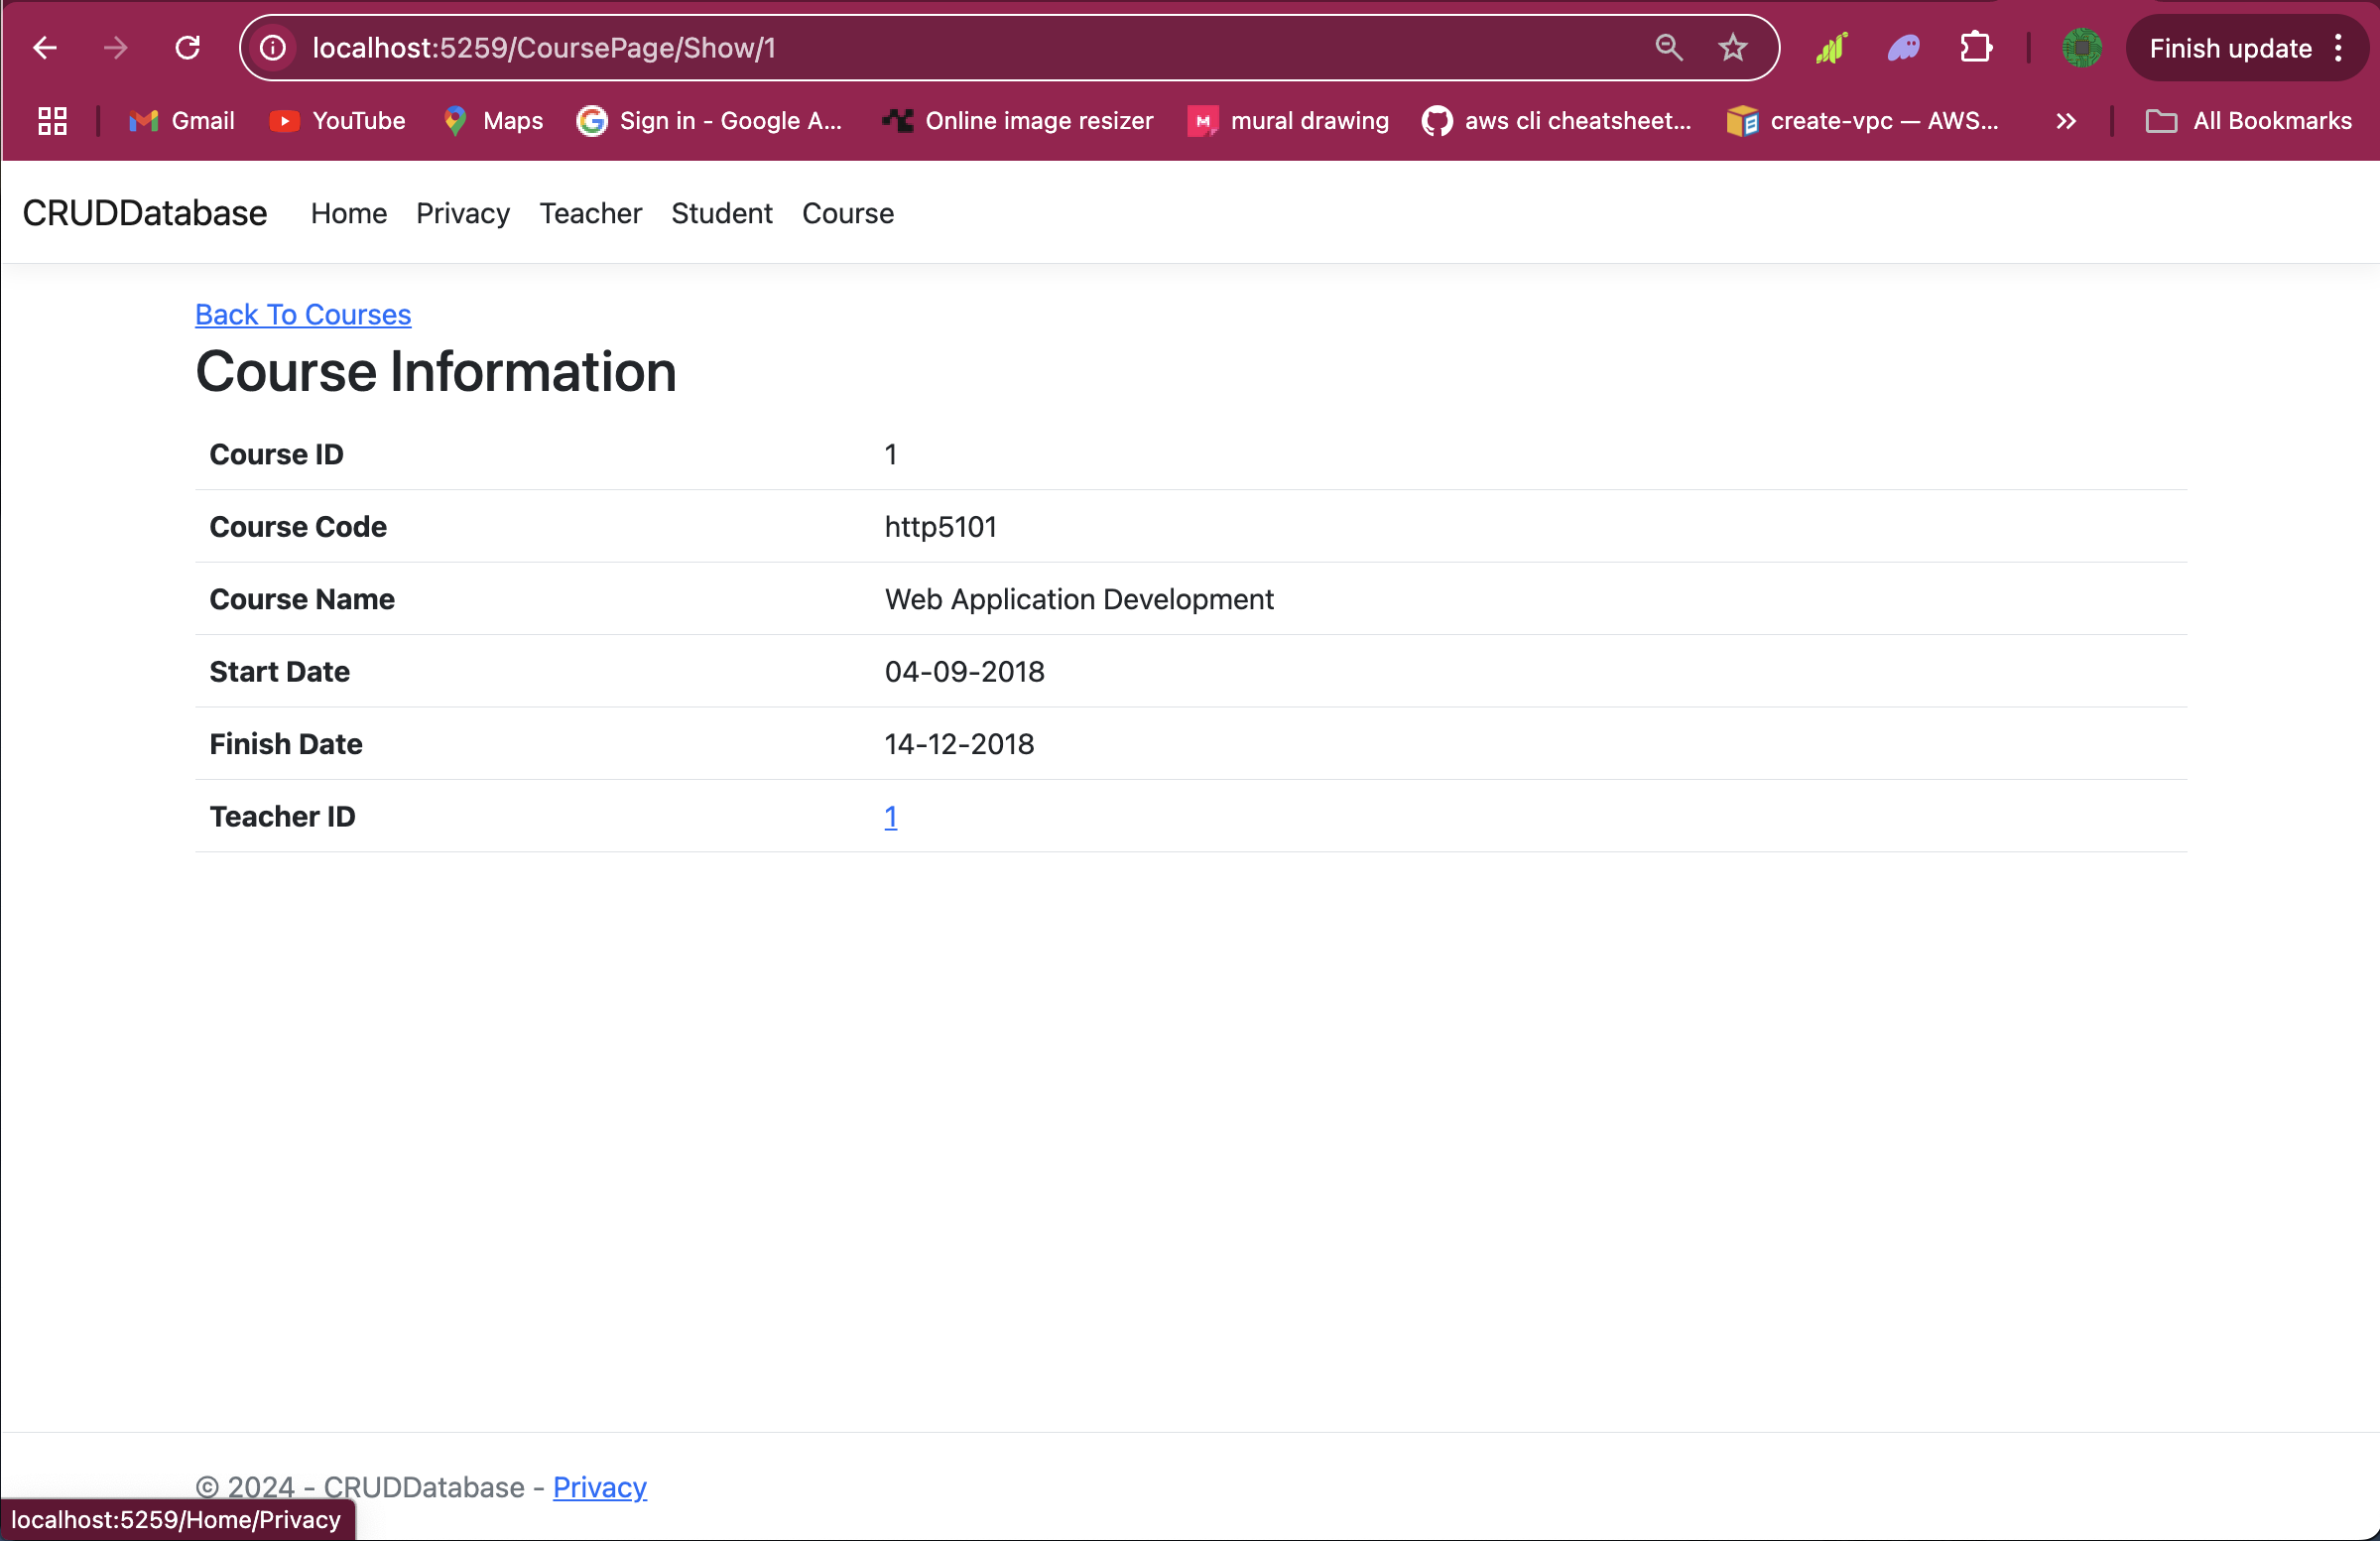 localhost:5259/CoursePage/Show/1
Finish update
Gmail YouTube Maps Sign in - Google A... Online image resizer mural drawing aws cli cheatsheet... create-vpc — AWS... All Bookmarks
CRUDDatabase Home Privacy Teacher Student Course
Back To Courses
Course Information
Course ID 1
Course Code http5101
Course Name Web Application Development
Start Date 04-09-2018
Finish Date 14-12-2018
Teacher ID 1
© 2024 - CRUDDatabase - Privacy
localhost:5259/Home/Privacy